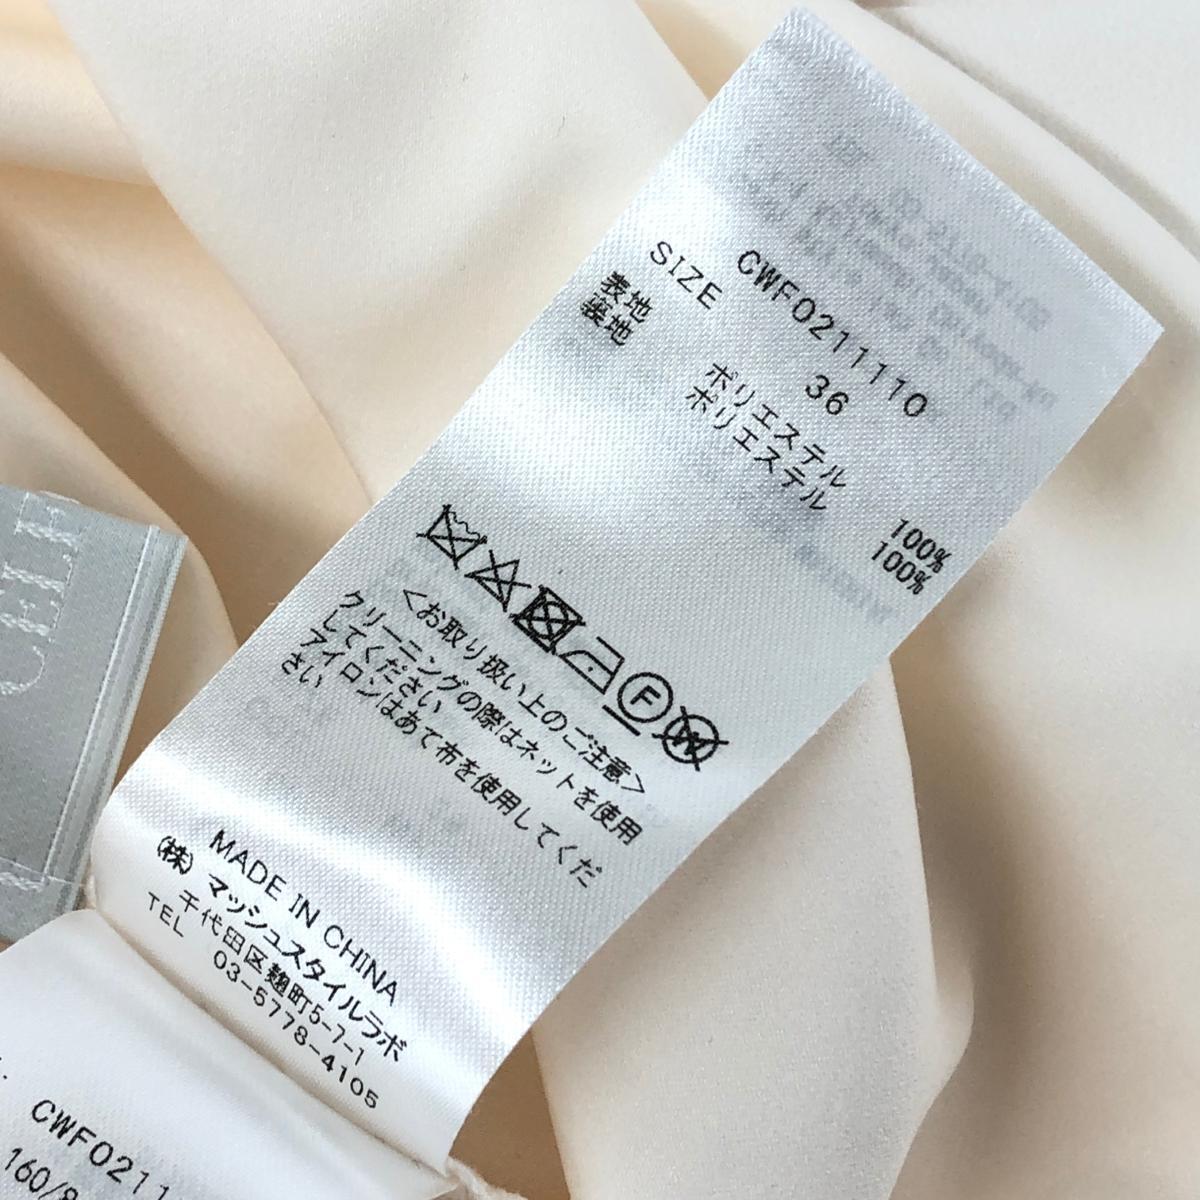 CWF0211110
SIZE 36
表地 ポリエステル 100%
裏地 ポリエステル 100%
F
W
<お取り扱い上のご注意>
クリーニングの際はネットを使用
してください
アイロンはあて布を使用してくだ
さい
MADE IN CHINA
(株) マッシュスタイルラボ
千代田区麹町5-7-1
TEL 03-5778-4105
CELF
CWF0211
160/8